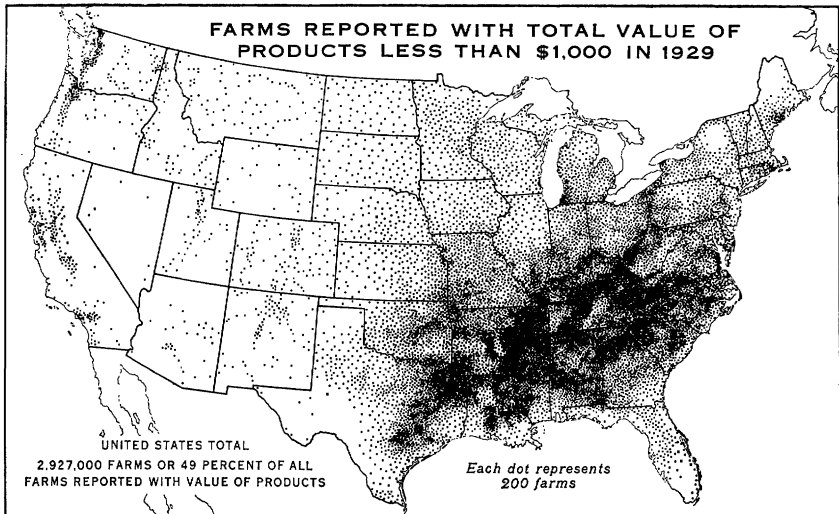 FARMS REPORTED WITH TOTAL VALUE OF
PRODUCTS LESS THAN $1,000 IN 1929
UNITED STATES TOTAL
2,927,000 FARMS OR 49 PERCENT OF ALL
FARMS REPORTED WITH VALUE OF PRODUCTS
Each dot represents
200 farms